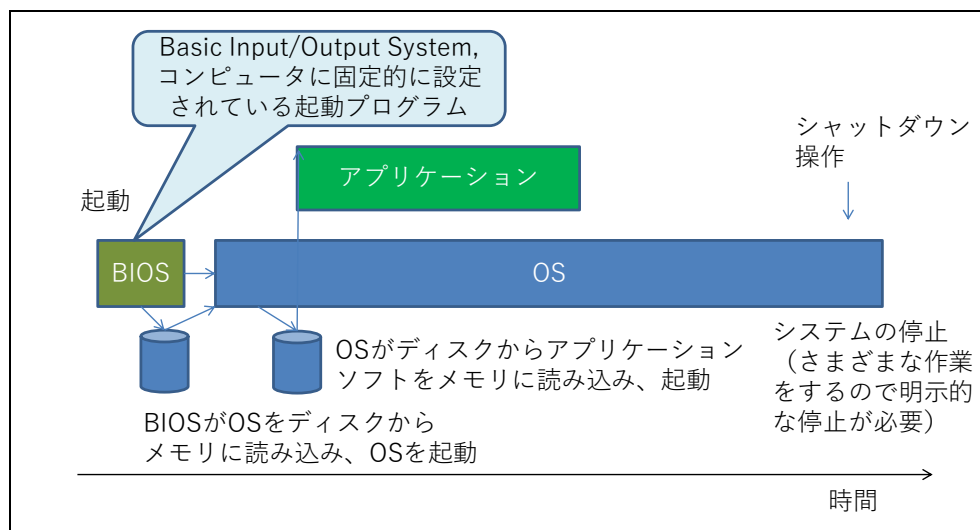 Basic Input/Output System,
コンピュータに固定的に設定
されている起動プログラム
シャットダウン
操作
アプリケーション
起動
BIOS
OS
OSがディスクからアプリケーション
ソフトをメモリに読み込み、起動
システムの停止
（さまざまな作業
をするので明示的
な停止が必要）
BIOSがOSをディスクから
メモリに読み込み、OSを起動
時間